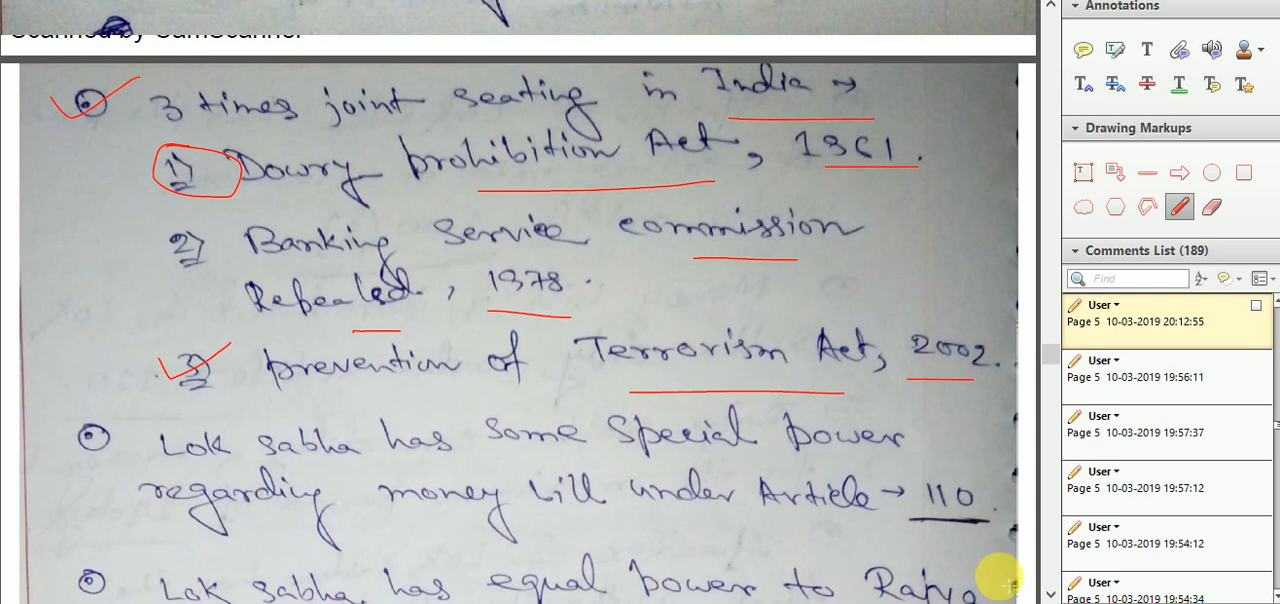 Scanned by CamScanner
3 times joint seating in India →
1) Dowry prohibition Act, 1961.
2) Banking Service commission
Repealed, 1978.
3) prevention of Terrorism Act, 2002.
Lok sabha has some special power
regarding money bill under Article → 110.
Lok sabha has equal power to Rajya
Annotations
Drawing Markups
Comments List (189)
Find
User
Page 5 10-03-2019 20:12:55
User
Page 5 10-03-2019 19:56:11
User
Page 5 10-03-2019 19:57:37
User
Page 5 10-03-2019 19:57:12
User
Page 5 10-03-2019 19:54:12
User
Page 5 10-03-2019 19:54:34